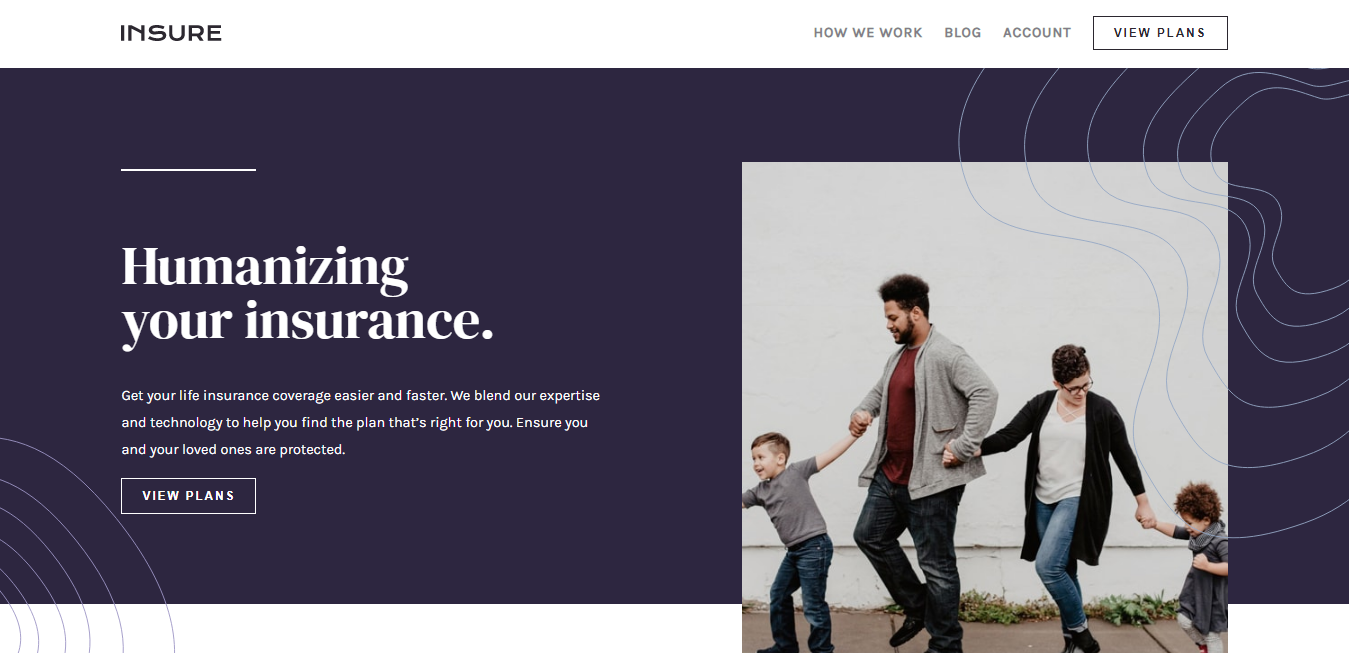 INSURE
HOW WE WORK
BLOG
ACCOUNT
VIEW PLANS
Humanizing
your insurance.
Get your life insurance coverage easier and faster. We blend our expertise
and technology to help you find the plan that’s right for you. Ensure you
and your loved ones are protected.
VIEW PLANS